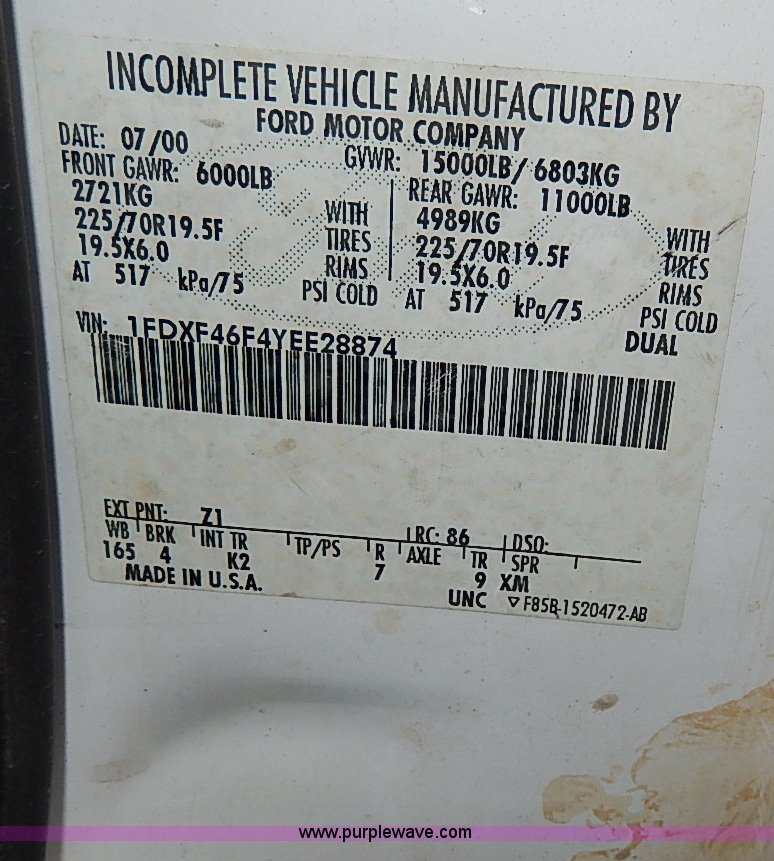 INCOMPLETE VEHICLE MANUFACTURED BY
FORD MOTOR COMPANY
DATE: 07/00 GVWR: 15000LB/ 6803KG
FRONT GAWR: 6000LB REAR GAWR: 11000LB
2721KG WITH 4989KG WITH
225/70R19.5F TIRES 225/70R19.5F TIRES
19.5X6.0 RIMS 19.5X6.0 RIMS
AT 517 kPa/75 PSI COLD AT 517 kPa/75 PSI COLD
DUAL
VIN: 1FDXF46F4YEE28874
EXT PNT: Z1 RC: 86 DSO:
WB BRK INT TR TP/PS R AXLE TR SPR
165 4 K2 7 9 XM
MADE IN U.S.A. UNC ▽ F85B-1520472-AB
www.purplewave.com